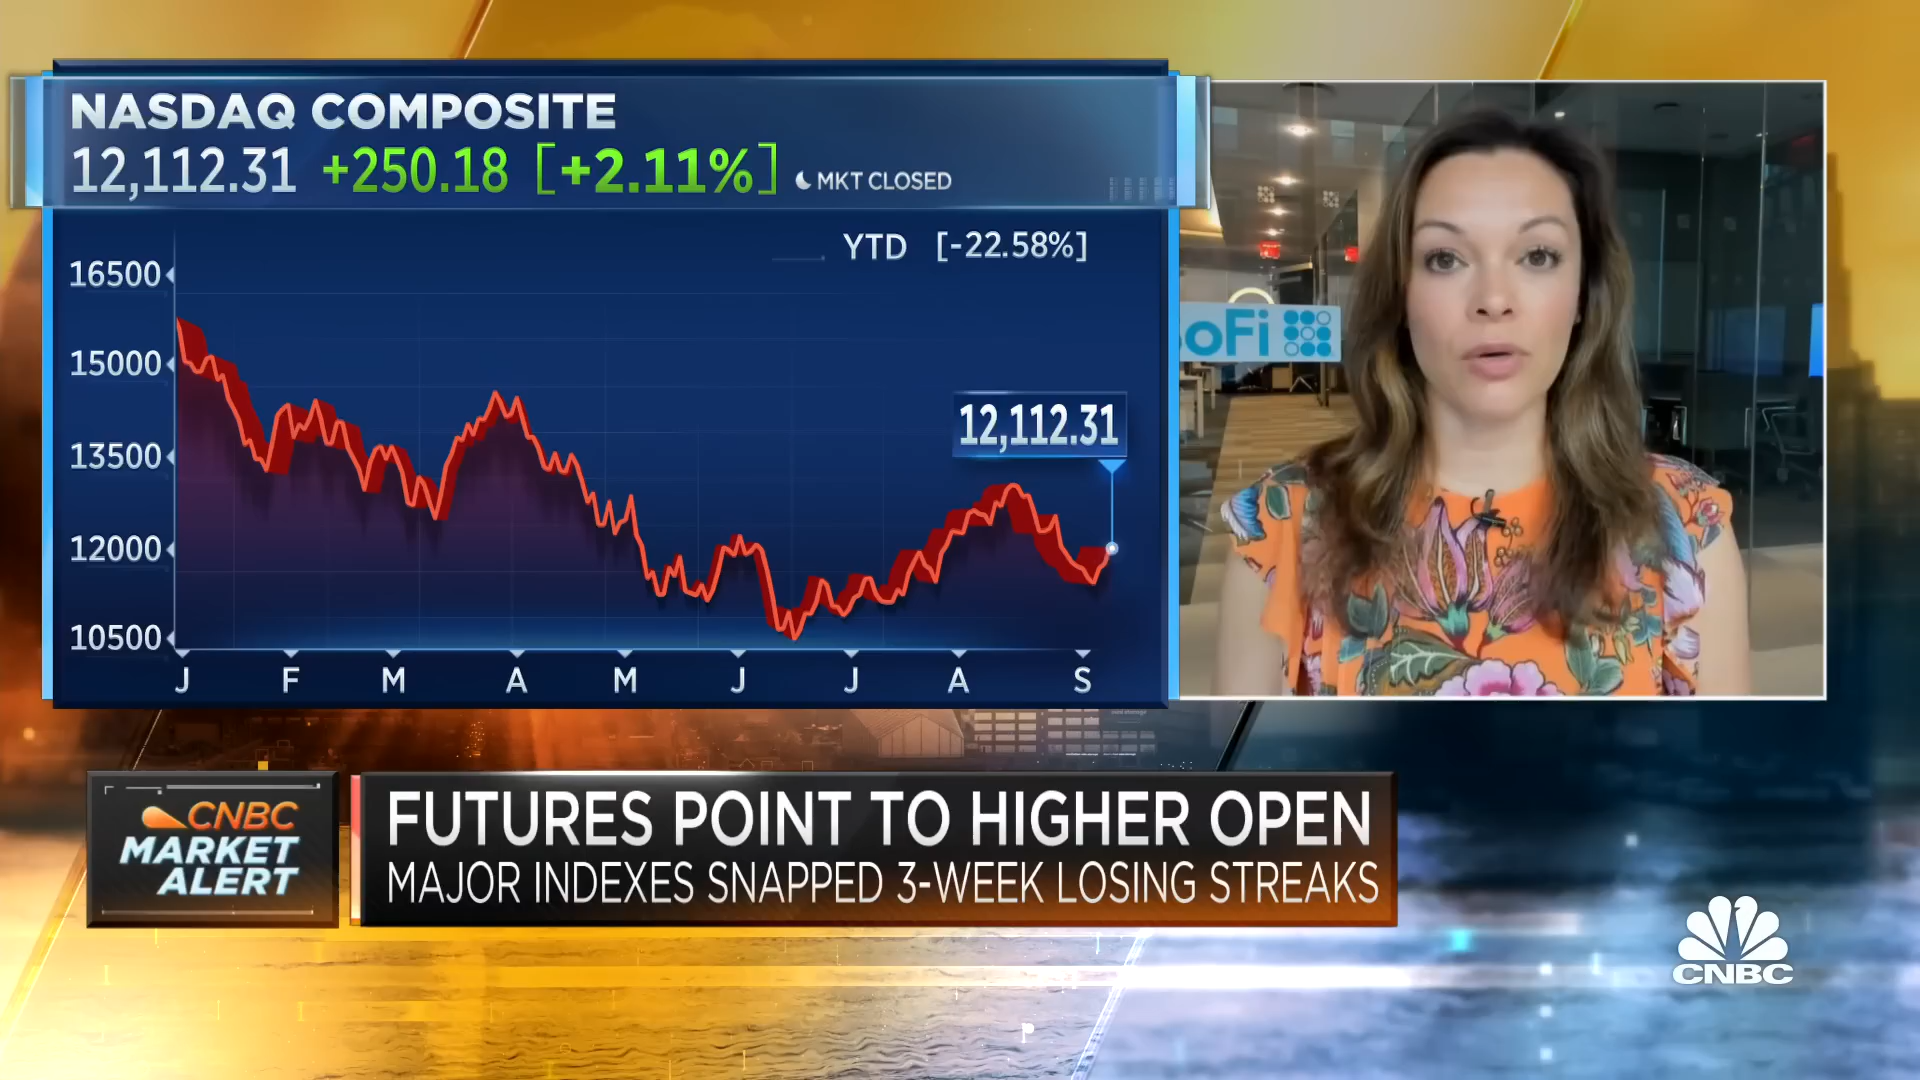 NASDAQ COMPOSITE
12,112.31 +250.18 [+2.11%] MKT CLOSED
YTD [-22.58%]
16500
15000
13500
12000
10500
12,112.31
J F M A M J J A S
oFi
CNBC
MARKET
ALERT
FUTURES POINT TO HIGHER OPEN
MAJOR INDEXES SNAPPED 3-WEEK LOSING STREAKS
CNBC